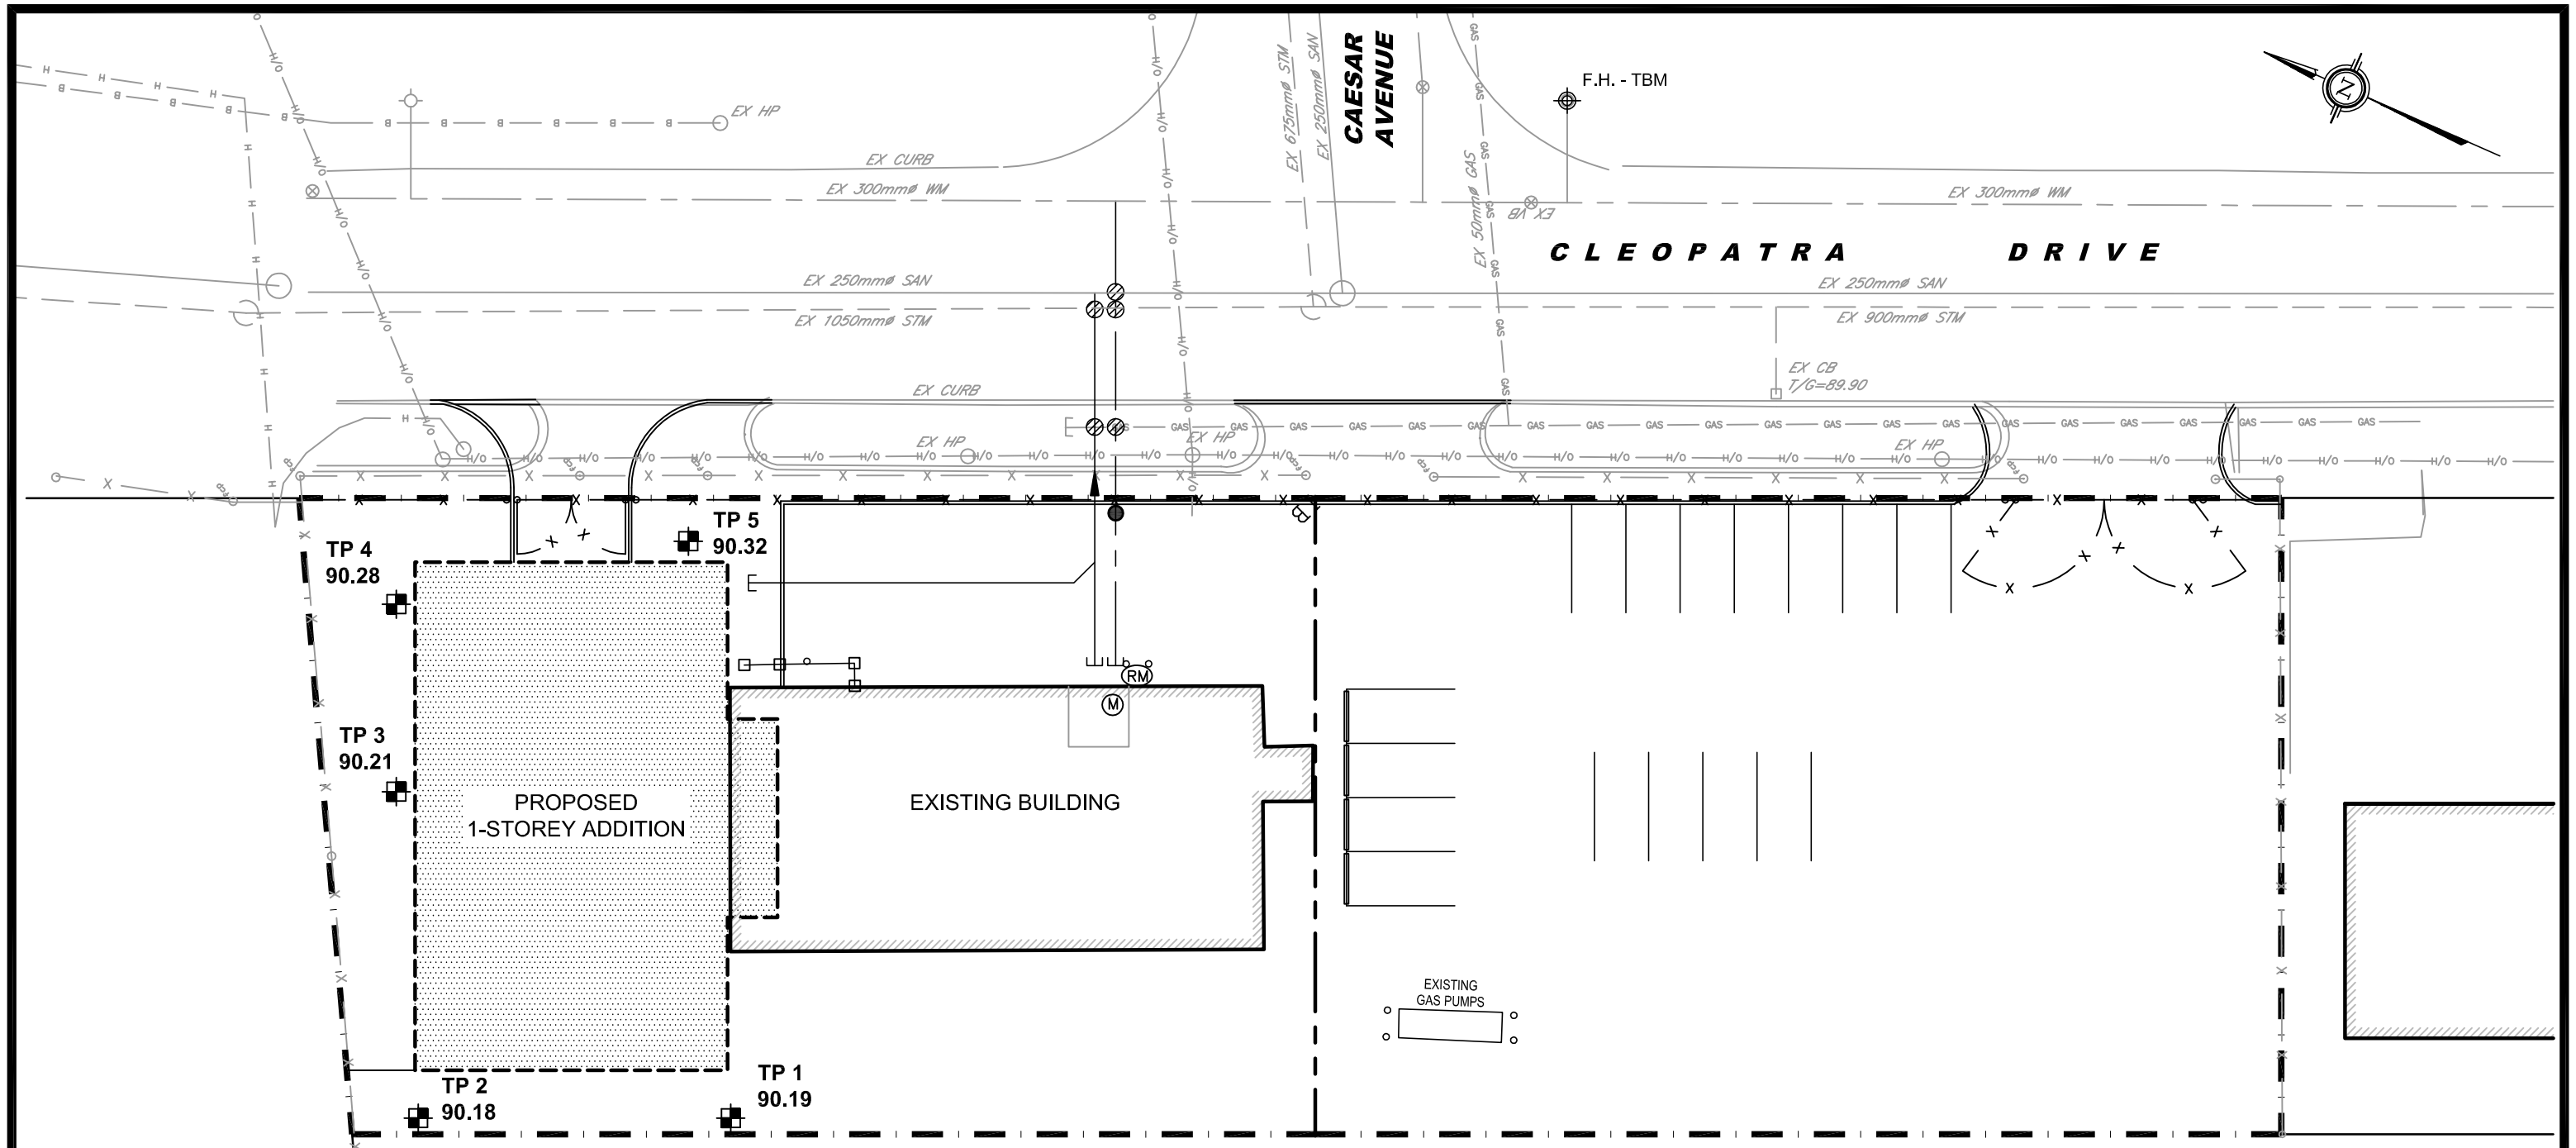 CAESAR
AVENUE
F.H. - TBM
N
EX HP
EX 675mmø STM
EX 250mmø SAN
EX CURB
EX 300mmø WM
EX 50mmø GAS
EX VB
EX 300mmø WM
CLEOPATRA DRIVE
EX 250mmø SAN
EX 250mmø SAN
EX 1050mmø STM
EX 900mmø STM
EX CB
T/G=89.90
EX CURB
EX HP
EX HP
EX HP
TP 5
90.32
TP 4
90.28
RM
M
TP 3
90.21
PROPOSED
1-STOREY ADDITION
EXISTING BUILDING
EXISTING
GAS PUMPS
TP 1
90.19
TP 2
90.18